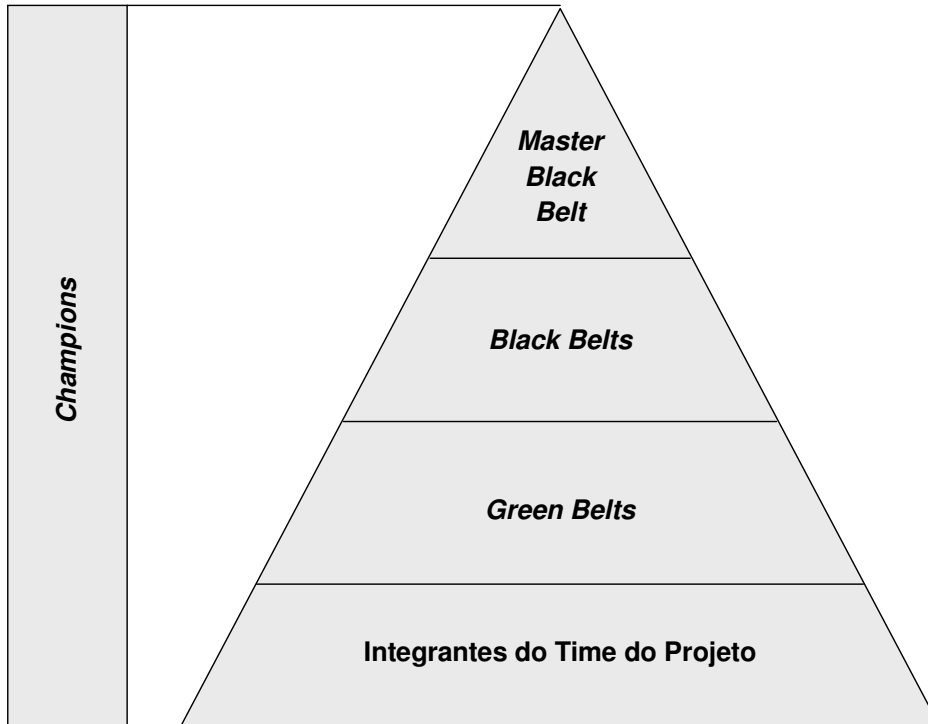 Champions
Master
Black
Belt
Black Belts
Green Belts
Integrantes do Time do Projeto